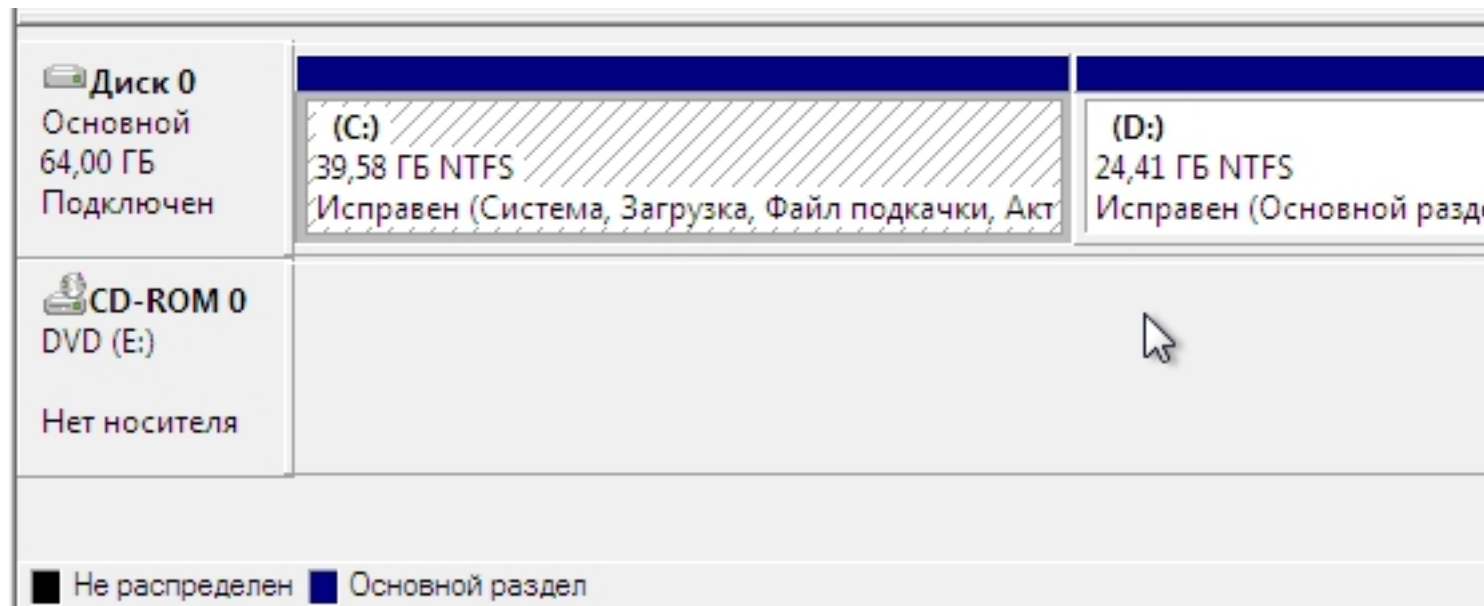 Диск 0
Основной
64,00 ГБ
Подключен
(C:)
39,58 ГБ NTFS
Исправен (Система, Загрузка, Файл подкачки, Акт
(D:)
24,41 ГБ NTFS
Исправен (Основной
CD-ROM 0
DVD (E:)
Нет носителя
Не распределен
Основной раздел